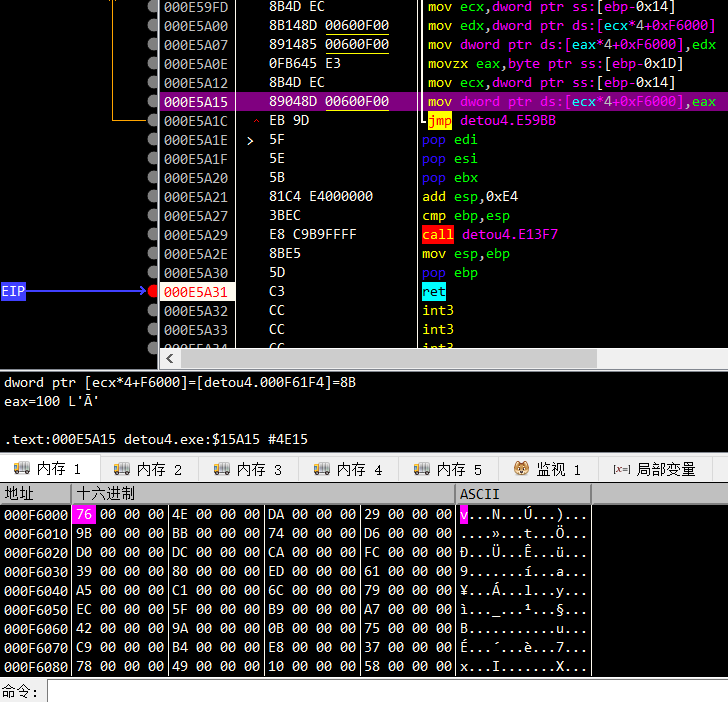 000E59FD 8B4D EC mov ecx,dword ptr ss:[ebp-0x14]
000E5A00 8B148D 00600F00 mov edx,dword ptr ds:[ecx*4+0xF6000]
000E5A07 891485 00600F00 mov dword ptr ds:[eax*4+0xF6000],edx
000E5A0E 0FB645 E3 movzx eax,byte ptr ss:[ebp-0x1D]
000E5A12 8B4D EC mov ecx,dword ptr ss:[ebp-0x14]
000E5A15 89048D 00600F00 mov dword ptr ds:[ecx*4+0xF6000],eax
000E5A1C ^ EB 9D jmp detou4.E59BB
000E5A1E > 5F pop edi
000E5A1F 5E pop esi
000E5A20 5B pop ebx
000E5A21 81C4 E4000000 add esp,0xE4
000E5A27 3BEC cmp ebp,esp
000E5A29 E8 C9B9FFFF call detou4.E13F7
000E5A2E 8BE5 mov esp,ebp
000E5A30 5D pop ebp
EIP 000E5A31 C3 ret
000E5A32 CC int3
000E5A33 CC int3
000E5A34 CC int3
<
dword ptr [ecx*4+F6000]=[detou4.000F61F4]=8B
eax=100 L'Ā'
.text:000E5A15 detou4.exe:$15A15 #4E15
内存 1 内存 2 内存 3 内存 4 内存 5 监视 1 [x=] 局部变量
地址 十六进制 ASCII
000F6000 76 00 00 00 4E 00 00 00 DA 00 00 00 29 00 00 00 v...N...Ú...)...
000F6010 9B 00 00 00 BB 00 00 00 74 00 00 00 D6 00 00 00 ....»...t...Ö...
000F6020 D0 00 00 00 DC 00 00 00 CA 00 00 00 FC 00 00 00 Ð...Ü...Ê...ü...
000F6030 39 00 00 00 80 00 00 00 ED 00 00 00 61 00 00 00 9.......í...a...
000F6040 A5 00 00 00 C1 00 00 00 6C 00 00 00 79 00 00 00 ¥...Á...l...y...
000F6050 EC 00 00 00 5F 00 00 00 B9 00 00 00 A7 00 00 00 ì..._...¹...§...
000F6060 42 00 00 00 9A 00 00 00 0B 00 00 00 75 00 00 00 B...........u...
000F6070 C9 00 00 00 B4 00 00 00 E8 00 00 00 37 00 00 00 É...´...è...7...
000F6080 78 00 00 00 49 00 00 00 10 00 00 00 58 00 00 00 x...I.......X...
命令: